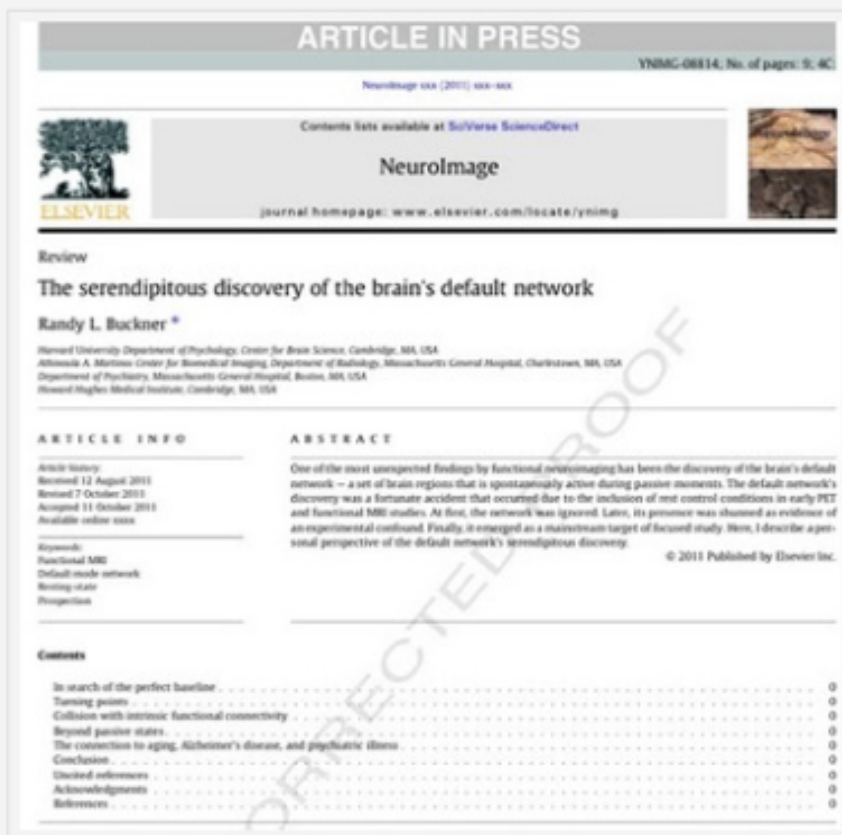 ARTICLE IN PRESS
YNIMG-08814; No. of pages: 9; 4C:
NeuroImage xxx (2011) xxx–xxx
Contents lists available at SciVerse ScienceDirect
NeuroImage
journal homepage: www.elsevier.com/locate/ynimg
ELSEVIER
Review
The serendipitous discovery of the brain's default network
Randy L. Buckner *
Harvard University Department of Psychology, Center for Brain Science, Cambridge, MA, USA
Athinoula A. Martinos Center for Biomedical Imaging, Department of Radiology, Massachusetts General Hospital, Charlestown, MA, USA
Department of Psychiatry, Massachusetts General Hospital, Boston, MA, USA
Howard Hughes Medical Institute, Cambridge, MA, USA
ARTICLE INFO
Article history:
Received 12 August 2011
Revised 7 October 2011
Accepted 11 October 2011
Available online xxxx
Keywords:
Functional MRI
Default mode network
Resting state
Prospection
ABSTRACT
One of the most unexpected findings by functional neuroimaging has been the discovery of the brain's default
network — a set of brain regions that is spontaneously active during passive moments. The default network's
discovery was a fortunate accident that occurred due to the inclusion of rest control conditions in early PET
and functional MRI studies. At first, the network was ignored. Later, its presence was shunned as evidence of
an experimental confound. Finally, it emerged as a mainstream target of focused study. Here, I describe a per-
sonal perspective of the default network's serendipitous discovery.
© 2011 Published by Elsevier Inc.
Contents
In search of the perfect baseline . . . 0
Turning points . . . 0
Collision with intrinsic functional connectivity . . . 0
Beyond passive states . . . 0
The connection to aging, Alzheimer's disease, and psychiatric illness . . . 0
Conclusion . . . 0
Uncited references . . . 0
Acknowledgments . . . 0
References . . . 0
ORRECTED PROOF